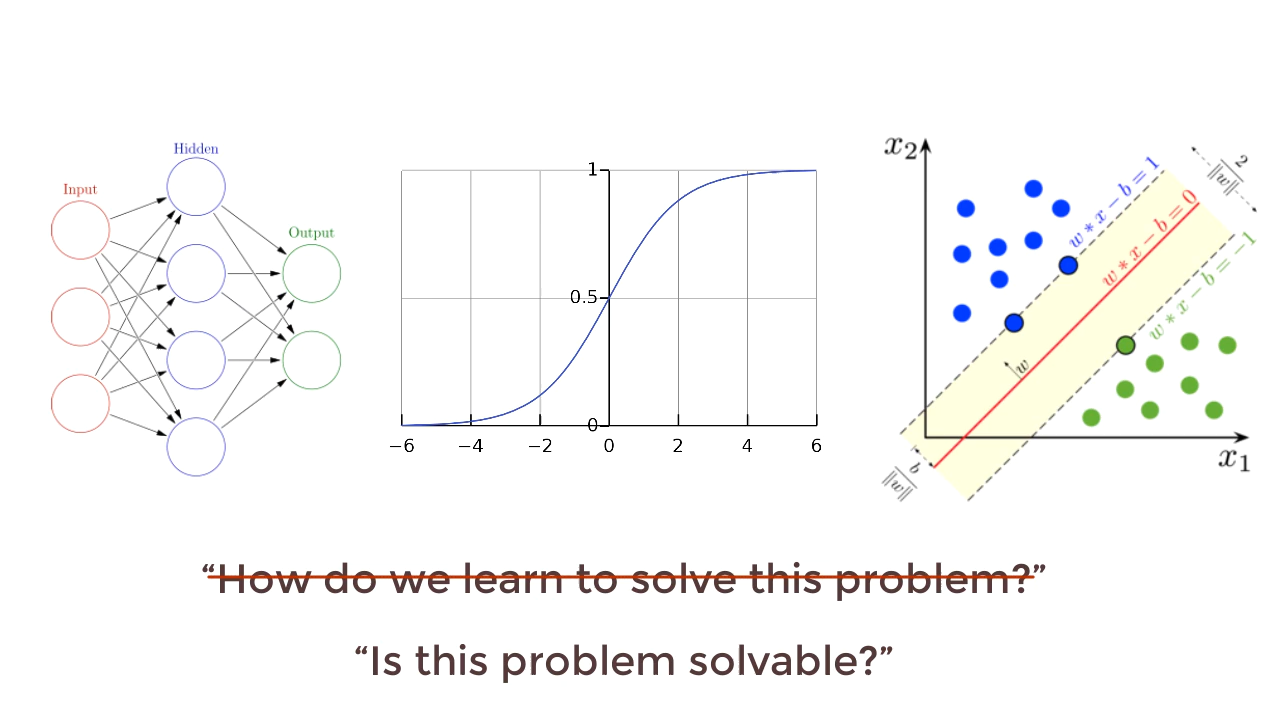 Hidden
Input
Output
1
0.5
0
−6
−4
−2
0
2
4
6
x₂
w * x − b = 1
w * x − b = 0
w * x − b = −1
2
‖w‖
w
b
‖w‖
x₁
“How do we learn to solve this problem?”
“Is this problem solvable?”